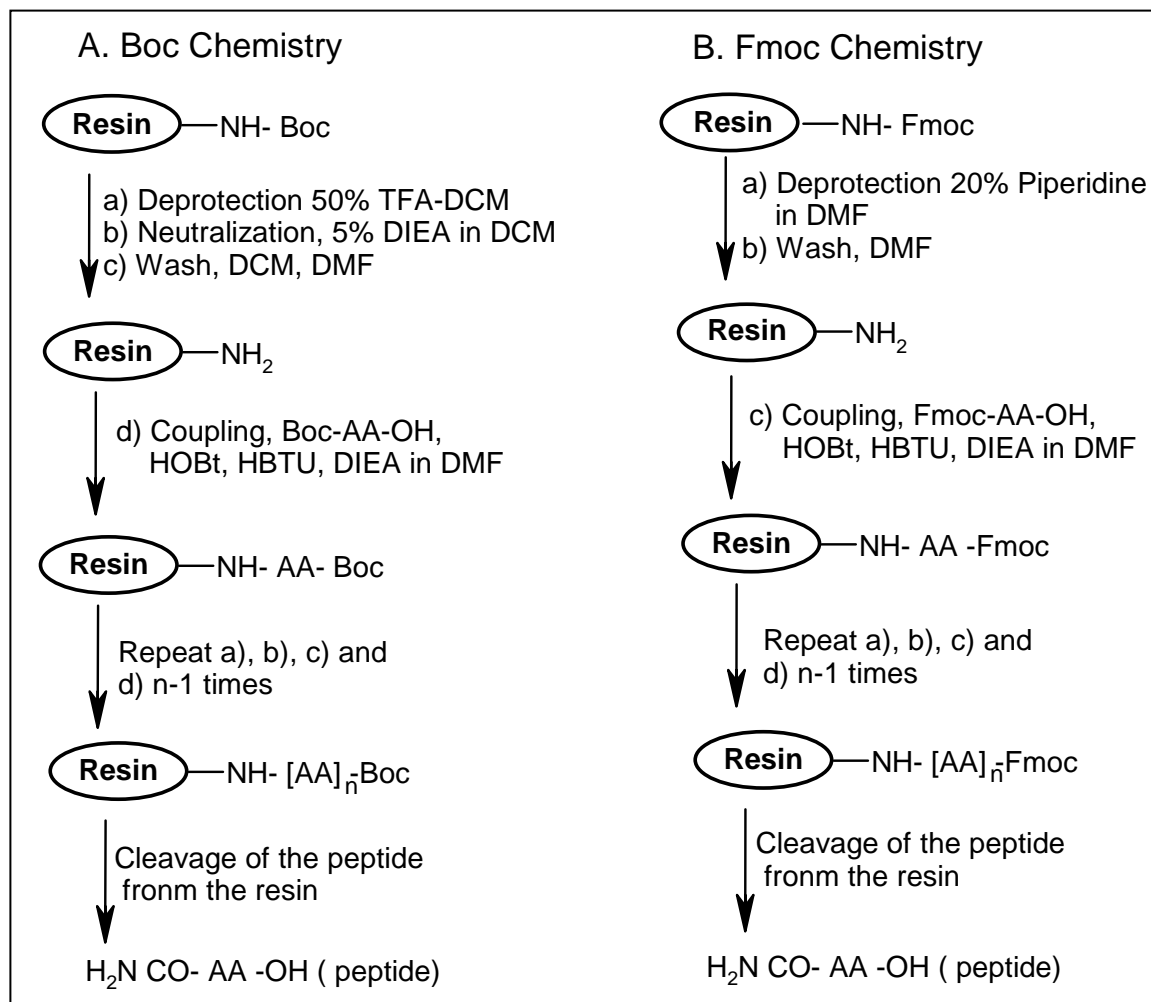 A. Boc Chemistry
Resin NH- Boc
a) Deprotection 50% TFA-DCM
b) Neutralization, 5% DIEA in DCM
c) Wash, DCM, DMF
Resin NH2
d) Coupling, Boc-AA-OH,
HOBt, HBTU, DIEA in DMF
Resin NH- AA- Boc
Repeat a), b), c) and
d) n-1 times
Resin NH- [AA]n-Boc
Cleavage of the peptide
fronm the resin
H2N CO- AA -OH ( peptide)
B. Fmoc Chemistry
Resin NH- Fmoc
a) Deprotection 20% Piperidine
in DMF
b) Wash, DMF
Resin NH2
c) Coupling, Fmoc-AA-OH,
HOBt, HBTU, DIEA in DMF
Resin NH- AA -Fmoc
Repeat a), b), c) and
d) n-1 times
Resin NH- [AA]n-Fmoc
Cleavage of the peptide
fronm the resin
H2N CO- AA -OH ( peptide)